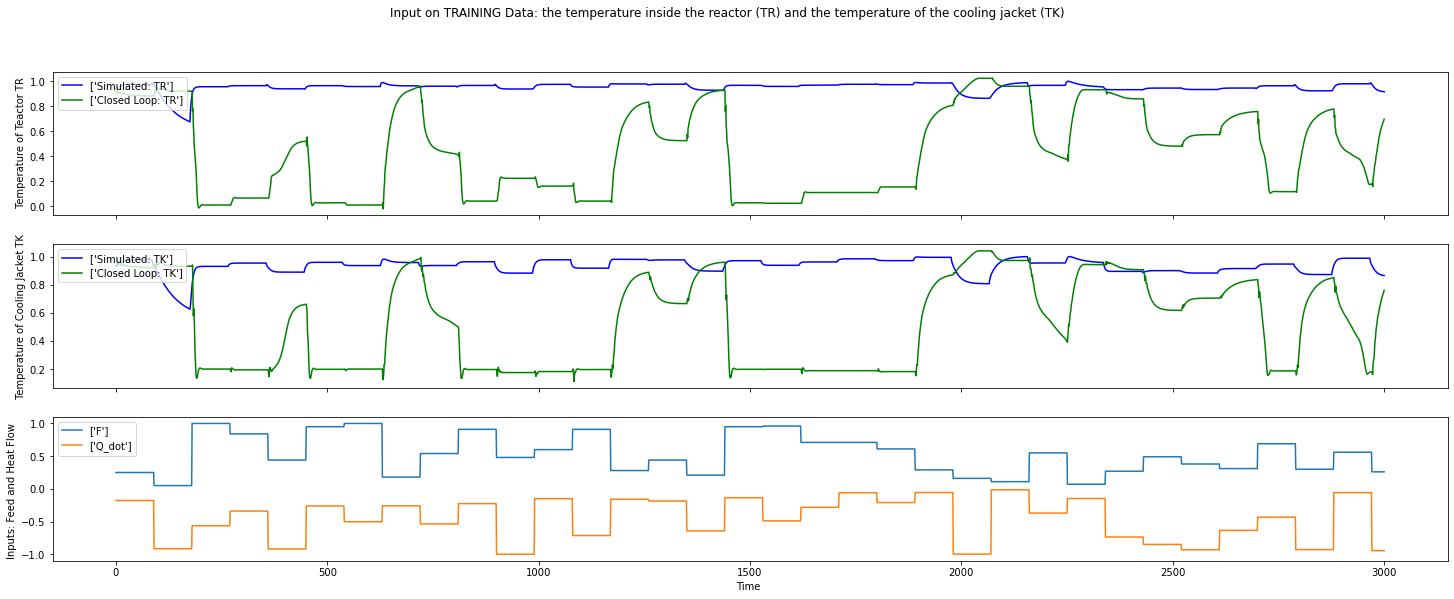 Input on TRAINING Data: the temperature inside the reactor (TR) and the temperature of the cooling jacket (TK)
Temperature of Teactor TR
1.0
0.8
0.6
0.4
0.2
0.0
['Simulated: TR']
['Closed Loop: TR']
Temperature of Cooling Jacket TK
1.0
0.8
0.6
0.4
0.2
['Simulated: TK']
['Closed Loop: TK']
Inputs: Feed and Heat Flow
1.0
0.5
0.0
−0.5
−1.0
['F']
['Q_dot']
0 500 1000 1500 2000 2500 3000
Time